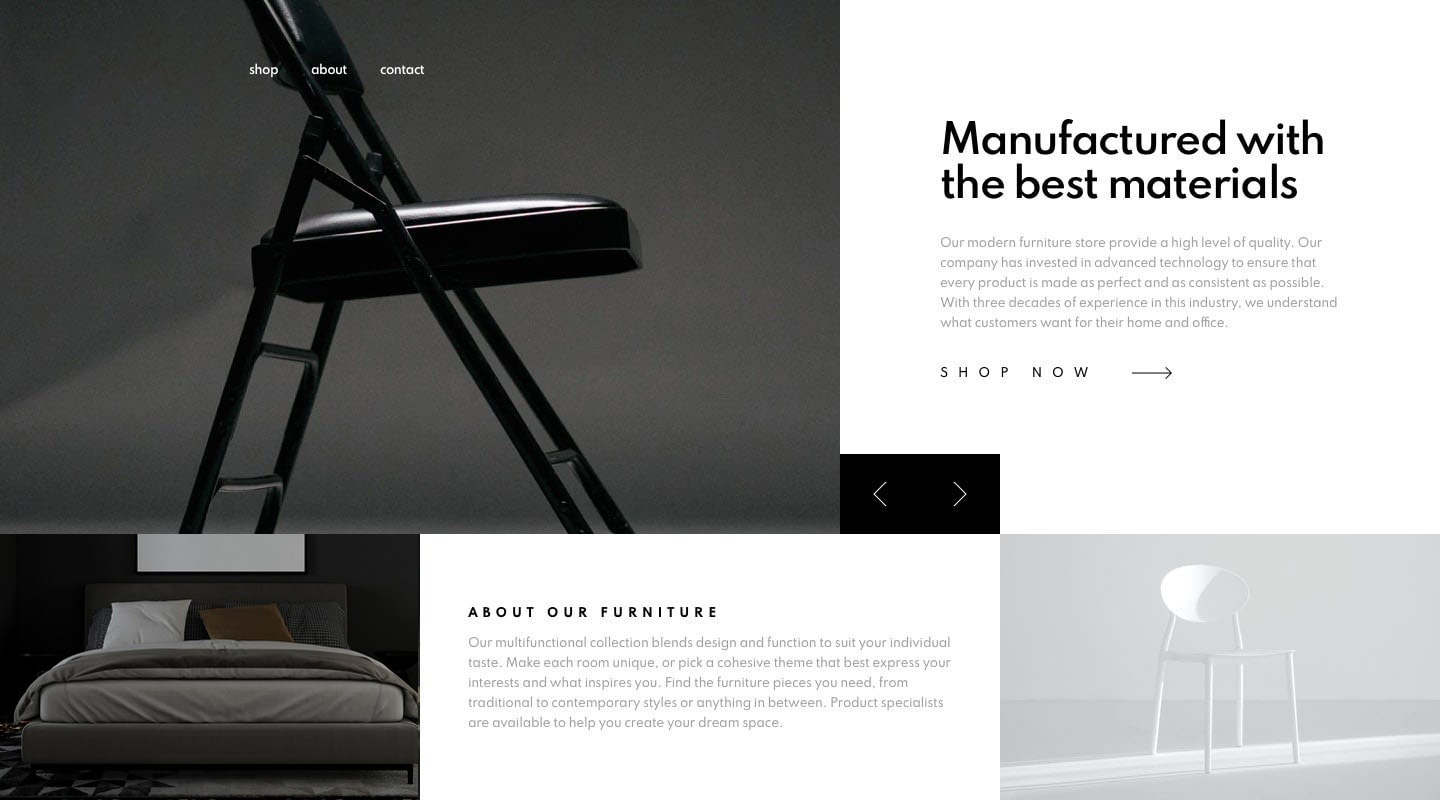 shop about contact
Manufactured with
the best materials
Our modern furniture store provide a high level of quality. Our
company has invested in advanced technology to ensure that
every product is made as perfect and as consistent as possible.
With three decades of experience in this industry, we understand
what customers want for their home and office.
SHOP NOW
ABOUT OUR FURNITURE
Our multifunctional collection blends design and function to suit your individual
taste. Make each room unique, or pick a cohesive theme that best express your
interests and what inspires you. Find the furniture pieces you need, from
traditional to contemporary styles or anything in between. Product specialists
are available to help you create your dream space.